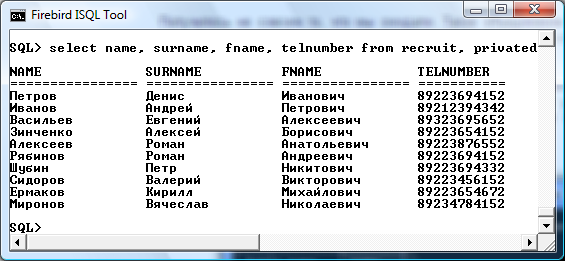 Firebird ISQL Tool
SQL> select name, surname, fname, telnumber from recruit, privated
NAME SURNAME FNAME TELNUMBER
================ ================ ================ ===========
Петров Денис Иванович 89223694152
Иванов Андрей Петрович 89212394342
Васильев Евгений Алексеевич 89323695652
Зинченко Алексей Борисович 89223654152
Алексеев Роман Анатольевич 89223876552
Рябинов Роман Андреевич 89223694152
Шубин Петр Никитович 89223694332
Сидоров Валерий Викторович 89223456152
Ермаков Кирилл Михайлович 89223654672
Миронов Вячеслав Николаевич 89234784152
SQL>